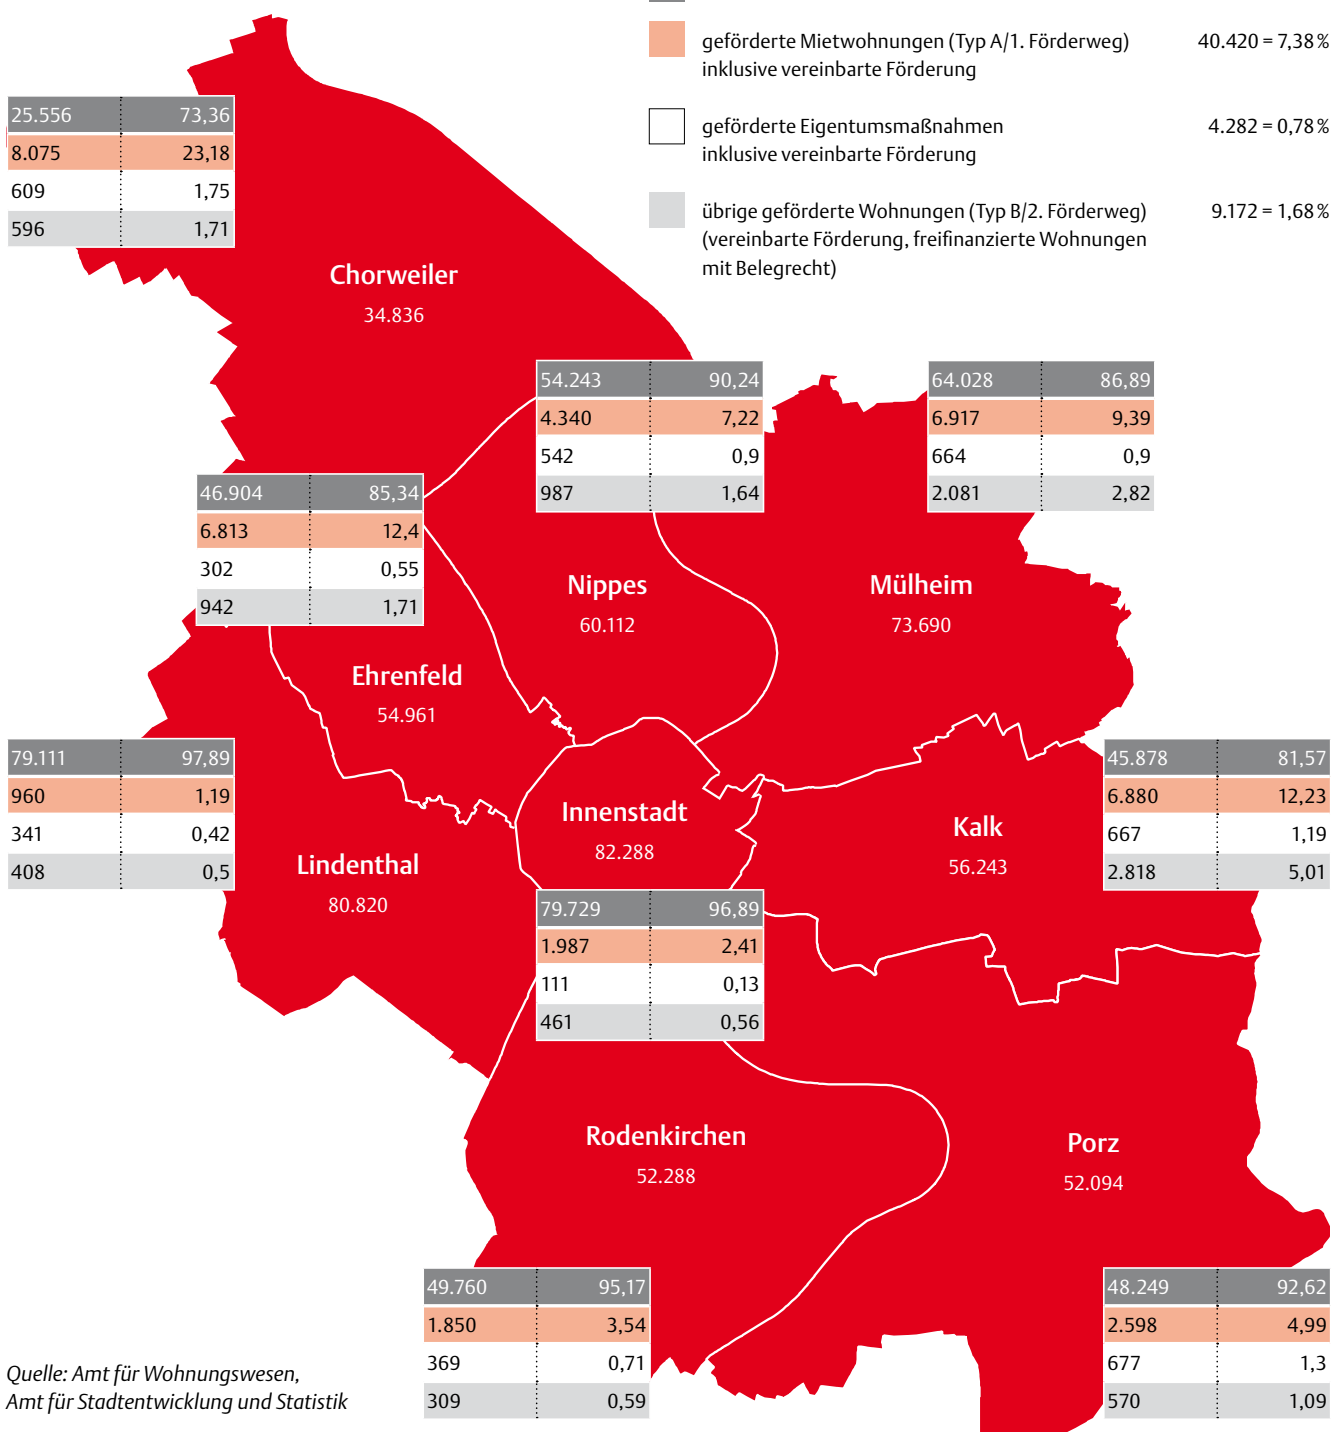 geförderte Mietwohnungen (Typ A/1. Förderweg) 40.420 = 7,38 %
inklusive vereinbarte Förderung
geförderte Eigentumsmaßnahmen 4.282 = 0,78 %
inklusive vereinbarte Förderung
übrige geförderte Wohnungen (Typ B/2. Förderweg) 9.172 = 1,68 %
(vereinbarte Förderung, freifinanzierte Wohnungen
mit Belegrecht)
25.556 73,36
8.075 23,18
609 1,75
596 1,71
Chorweiler
34.836
54.243 90,24
4.340 7,22
542 0,9
987 1,64
64.028 86,89
6.917 9,39
664 0,9
2.081 2,82
46.904 85,34
6.813 12,4
302 0,55
942 1,71
Nippes
60.112
Mülheim
73.690
Ehrenfeld
54.961
79.111 97,89
960 1,19
341 0,42
408 0,5
45.878 81,57
6.880 12,23
667 1,19
2.818 5,01
Innenstadt
82.288
Kalk
56.243
Lindenthal
80.820
79.729 96,89
1.987 2,41
111 0,13
461 0,56
Rodenkirchen
52.288
Porz
52.094
49.760 95,17
1.850 3,54
369 0,71
309 0,59
48.249 92,62
2.598 4,99
677 1,3
570 1,09
Quelle: Amt für Wohnungswesen,
Amt für Stadtentwicklung und Statistik